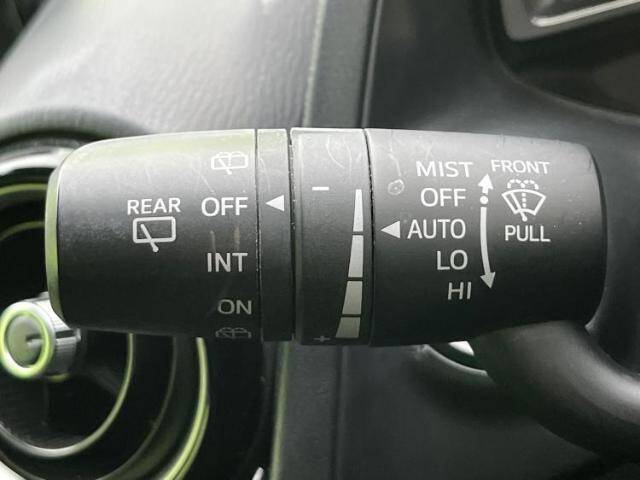 REAR
OFF
INT
ON
−
+
MIST
OFF
AUTO
LO
HI
FRONT
PULL